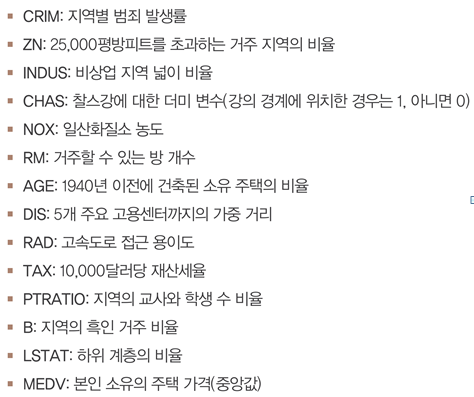 ▪ CRIM: 지역별 범죄 발생률
▪ ZN: 25,000평방피트를 초과하는 거주 지역의 비율
▪ INDUS: 비상업 지역 넓이 비율
▪ CHAS: 찰스강에 대한 더미 변수(강의 경계에 위치한 경우는 1, 아니면 0)
▪ NOX: 일산화질소 농도
▪ RM: 거주할 수 있는 방 개수
▪ AGE: 1940년 이전에 건축된 소유 주택의 비율
▪ DIS: 5개 주요 고용센터까지의 가중 거리
▪ RAD: 고속도로 접근 용이도
▪ TAX: 10,000달러당 재산세율
▪ PTRATIO: 지역의 교사와 학생 수 비율
▪ B: 지역의 흑인 거주 비율
▪ LSTAT: 하위 계층의 비율
▪ MEDV: 본인 소유의 주택 가격(중앙값)